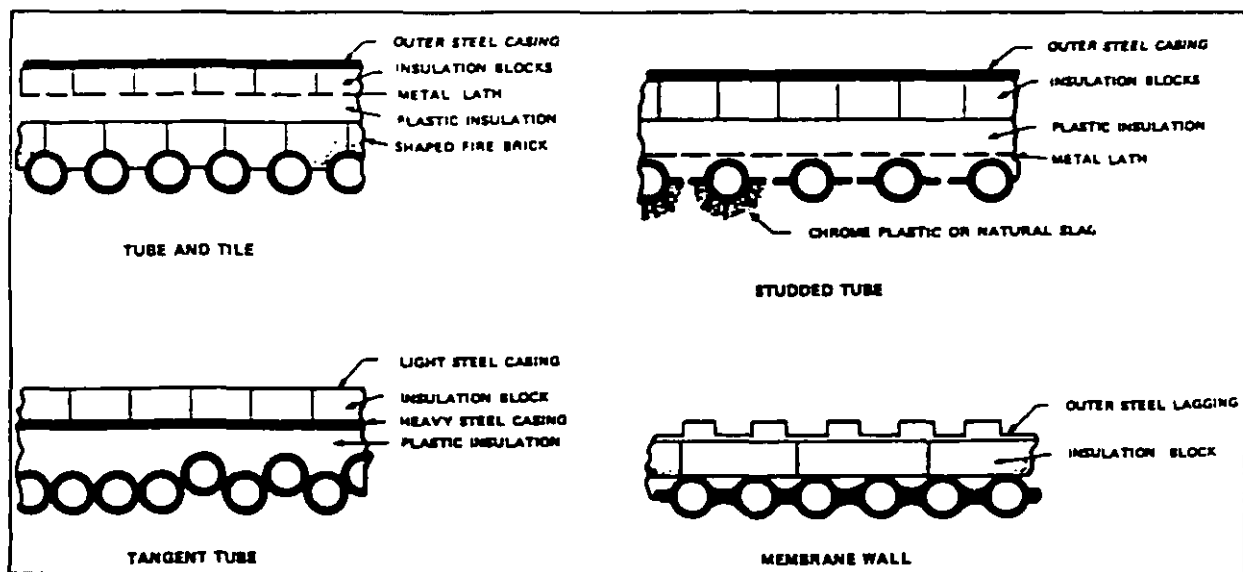 OUTER STEEL CASING
INSULATION BLOCKS
METAL LATH
PLASTIC INSULATION
SHAPED FIRE BRICK
TUBE AND TILE
OUTER STEEL CASING
INSULATION BLOCKS
PLASTIC INSULATION
METAL LATH
CHROME PLASTIC OR NATURAL SLAG
STUDDED TUBE
LIGHT STEEL CASING
INSULATION BLOCK
HEAVY STEEL CASING
PLASTIC INSULATION
TANGENT TUBE
OUTER STEEL LAGGING
INSULATION BLOCK
MEMBRANE WALL